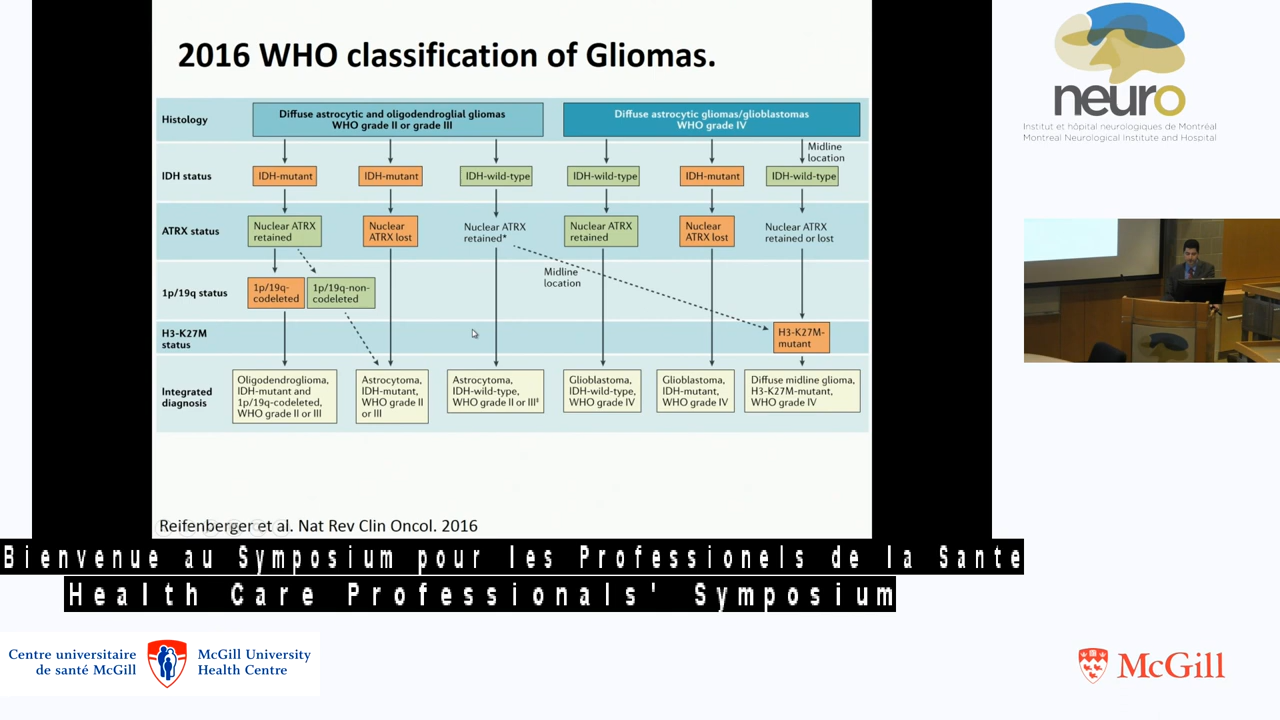 2016 WHO classification of Gliomas.
Histology
Diffuse astrocytic and oligodendroglial gliomas
WHO grade II or grade III
Diffuse astrocytic gliomas/glioblastomas
WHO grade IV
Midline
location
IDH status
IDH-mutant
IDH-mutant
IDH-wild-type
IDH-wild-type
IDH-mutant
IDH-wild-type
ATRX status
Nuclear ATRX
retained
Nuclear
ATRX lost
Nuclear ATRX
retained*
Nuclear ATRX
retained
Nuclear
ATRX lost
Nuclear ATRX
retained or lost
Midline
location
1p/19q status
1p/19q-
codeleted
1p/19q-non-
codeleted
H3-K27M
status
H3-K27M-
mutant
Integrated
diagnosis
Oligodendroglioma,
IDH-mutant and
1p/19q-codeleted,
WHO grade II or III
Astrocytoma,
IDH-mutant,
WHO grade II
or III
Astrocytoma,
IDH-wild-type,
WHO grade II or III‡
Glioblastoma,
IDH-wild-type,
WHO grade IV
Glioblastoma,
IDH-mutant,
WHO grade IV
Diffuse midline glioma,
H3-K27M-mutant,
WHO grade IV
Reifenberger et al. Nat Rev Clin Oncol. 2016
neuro
Institut et hôpital neurologiques de Montréal
Montreal Neurological Institute and Hospital
Bienvenue au Symposium pour les Professionels de la Sante
Health Care Professionals' Symposium
Centre universitaire
de santé McGill
McGill University
Health Centre
McGill